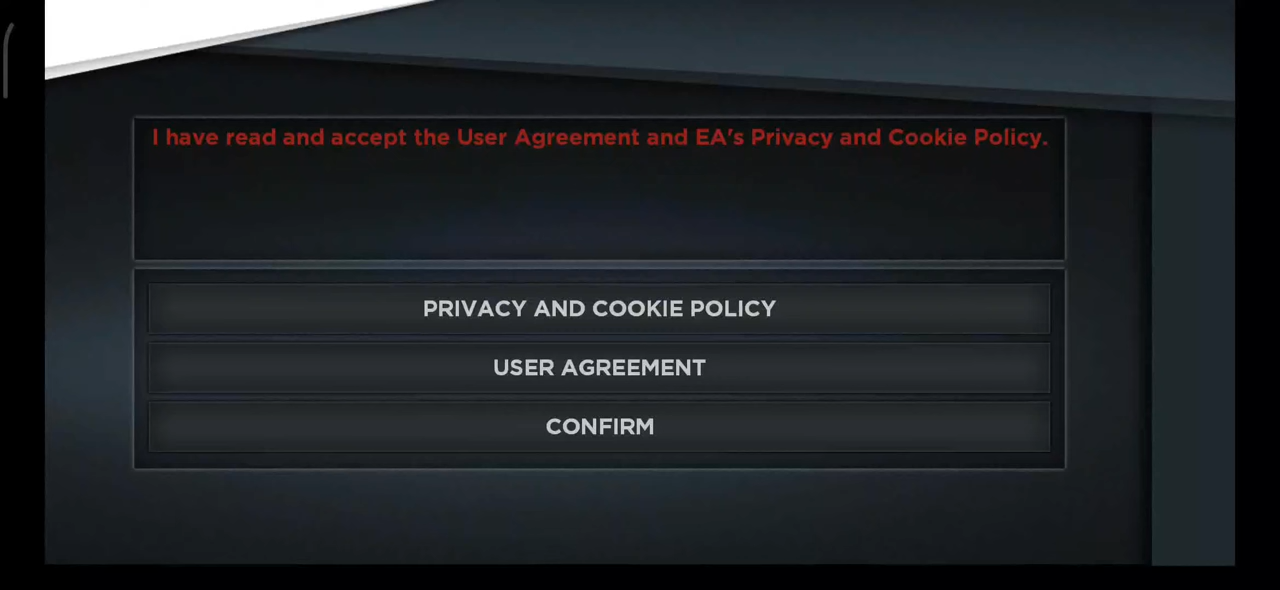 I have read and accept the User Agreement and EA's Privacy and Cookie Policy.
PRIVACY AND COOKIE POLICY
USER AGREEMENT
CONFIRM